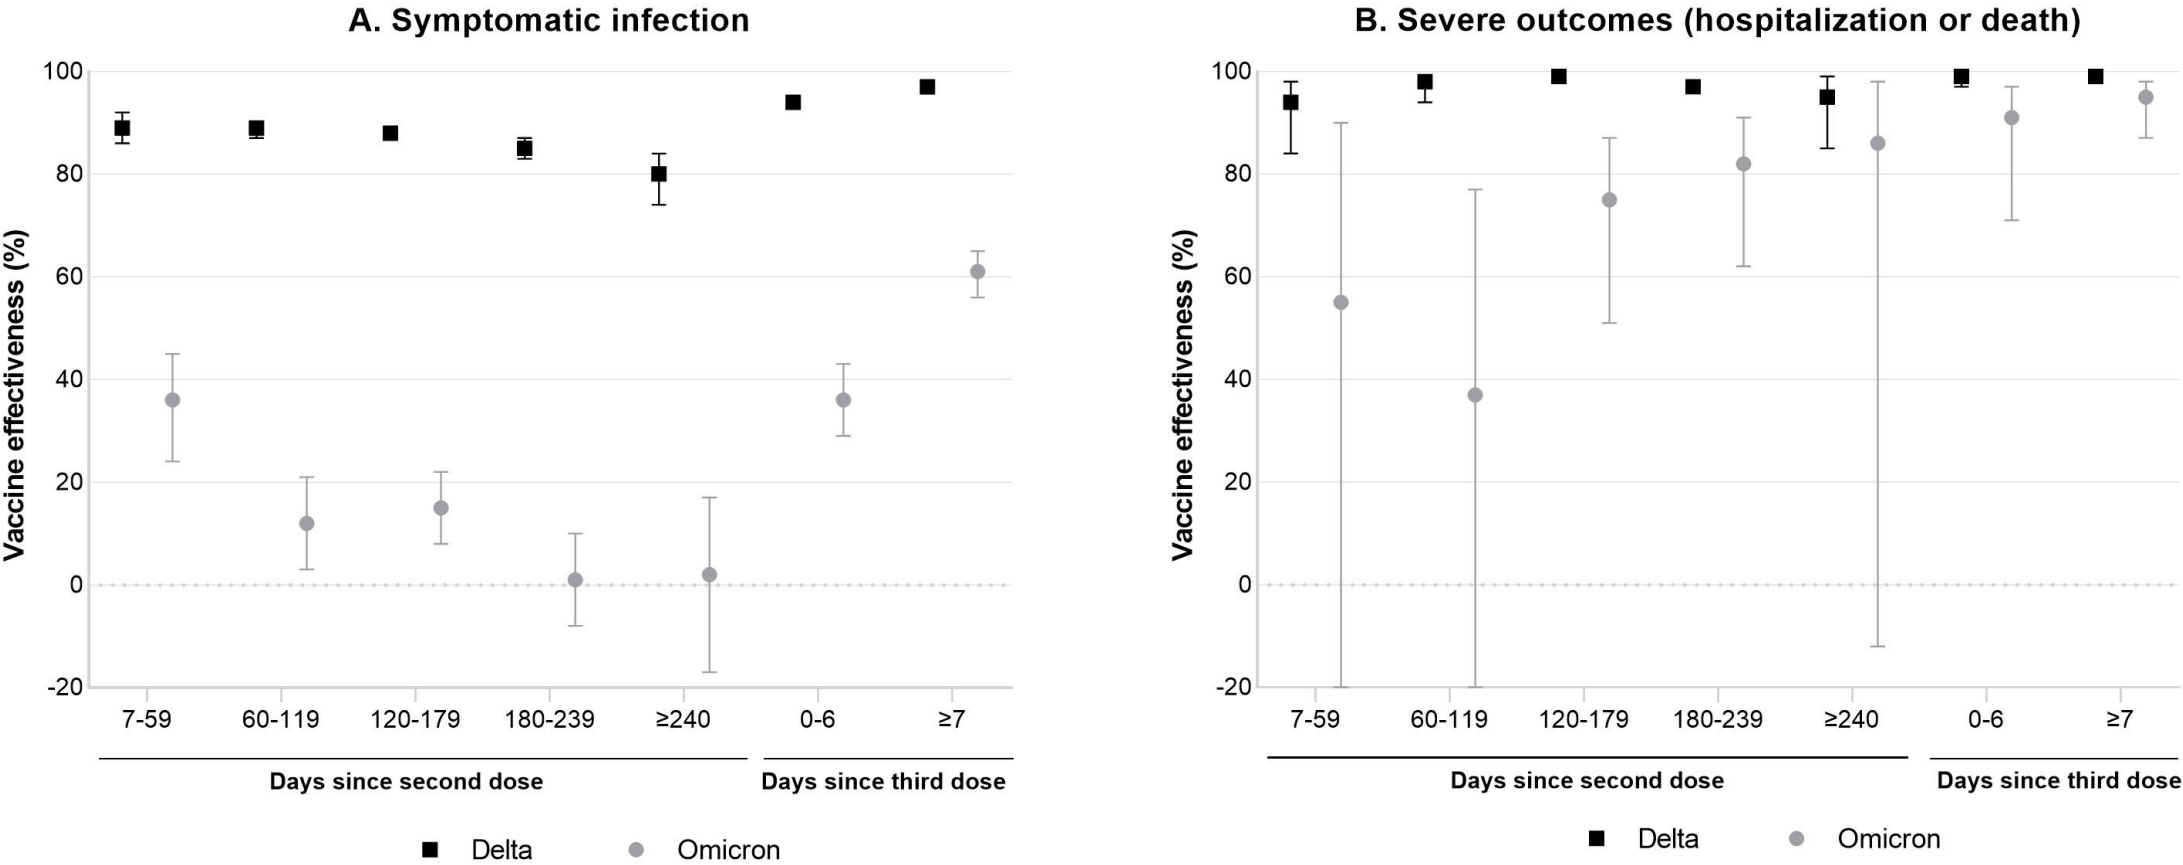 A. Symptomatic infection
Vaccine effectiveness (%)
100
80
60
40
20
0
-20
7-59 60-119 120-179 180-239 ≥240 0-6 ≥7
Days since second dose Days since third dose
Delta Omicron
B. Severe outcomes (hospitalization or death)
Vaccine effectiveness (%)
100
80
60
40
20
0
-20
7-59 60-119 120-179 180-239 ≥240 0-6 ≥7
Days since second dose Days since third dose
Delta Omicron